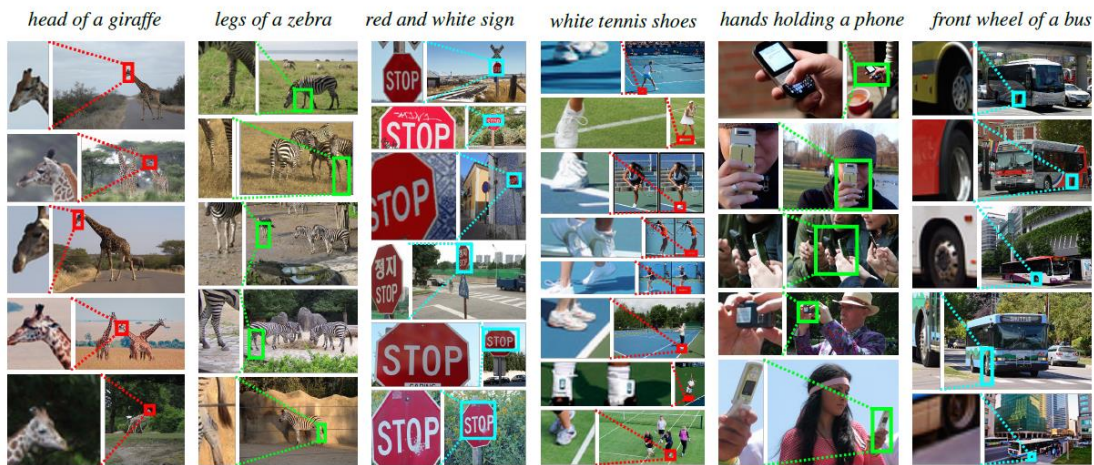 head of a giraffe
legs of a zebra
red and white sign
white tennis shoes
hands holding a phone
front wheel of a bus
STOP
STOP
STOP
STOP
정지
STOP
STOP
STOP
STOP
STOP